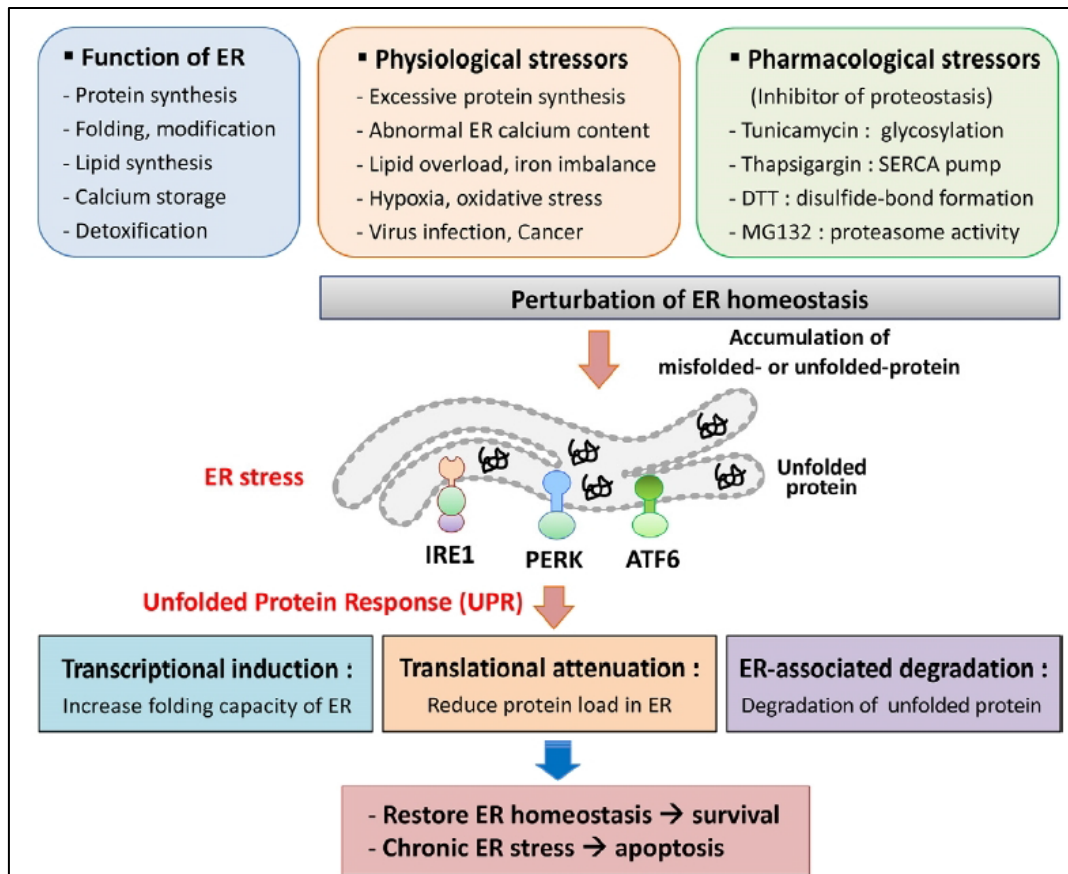 ▪ Function of ER
- Protein synthesis
- Folding, modification
- Lipid synthesis
- Calcium storage
- Detoxification
▪ Physiological stressors
- Excessive protein synthesis
- Abnormal ER calcium content
- Lipid overload, iron imbalance
- Hypoxia, oxidative stress
- Virus infection, Cancer
▪ Pharmacological stressors
(Inhibitor of proteostasis)
- Tunicamycin : glycosylation
- Thapsigargin : SERCA pump
- DTT : disulfide-bond formation
- MG132 : proteasome activity
Perturbation of ER homeostasis
Accumulation of
misfolded- or unfolded-protein
ER stress
Unfolded
protein
IRE1
PERK
ATF6
Unfolded Protein Response (UPR)
Transcriptional induction :
Increase folding capacity of ER
Translational attenuation :
Reduce protein load in ER
ER-associated degradation :
Degradation of unfolded protein
- Restore ER homeostasis → survival
- Chronic ER stress → apoptosis